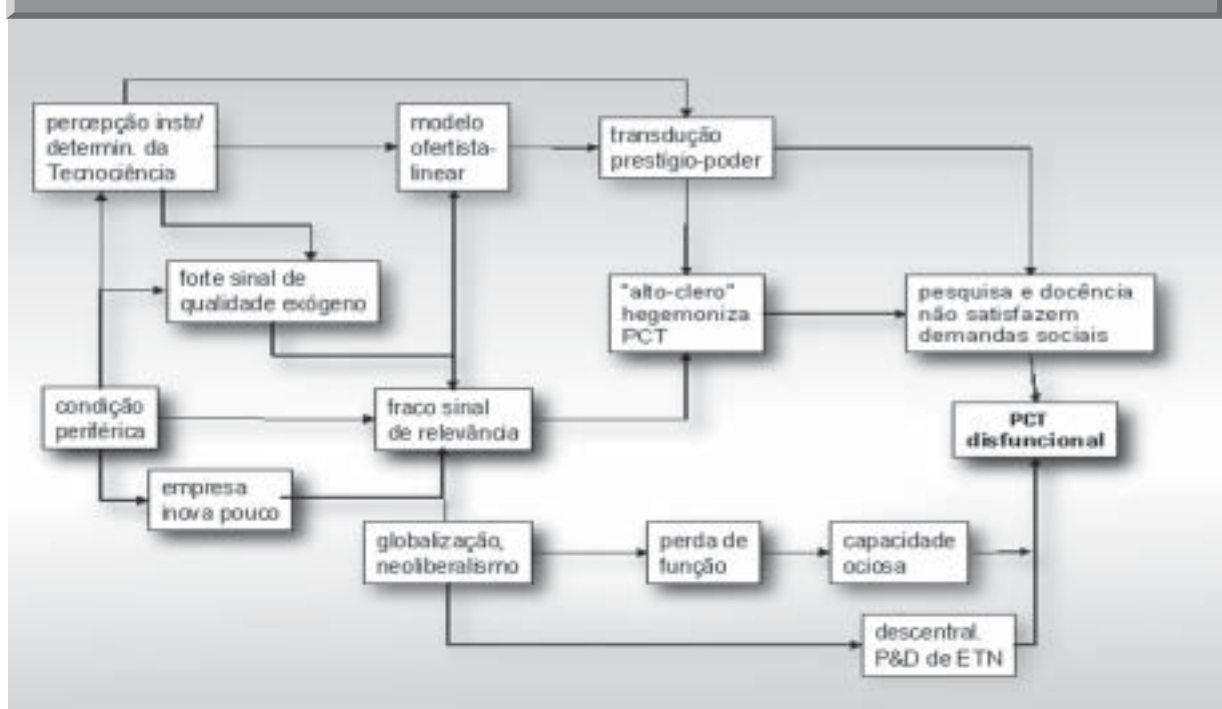 percepção instr/
determin. da
Tecnociência
modelo
ofertista-
linear
transdução
prestígio-poder
forte sinal de
qualidade exógeno
"alto-clero"
hegemoniza
PCT
pesquisa e docência
não satisfazem
demandas sociais
condição
periférica
fraco sinal
de relevância
PCT
disfuncional
empresa
inova pouco
globalização,
neoliberalismo
perda de
função
capacidade
ociosa
descentral.
P&D de ETN